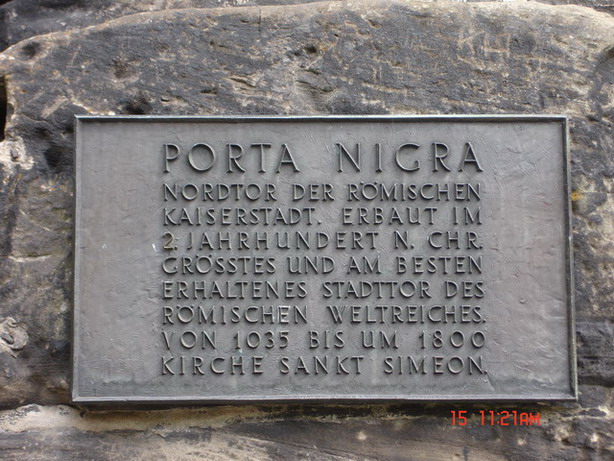 PORTA NIGRA
NORDTOR DER RÖMISCHEN
KAISERSTADT. ERBAUT IM
2. JAHRHUNDERT N. CHR.
GRÖSSTES UND AM BESTEN
ERHALTENES STADTTOR DES
RÖMISCHEN WELTREICHES.
VON 1035 BIS UM 1800
KIRCHE SANKT SIMEON.
15 11:21AM